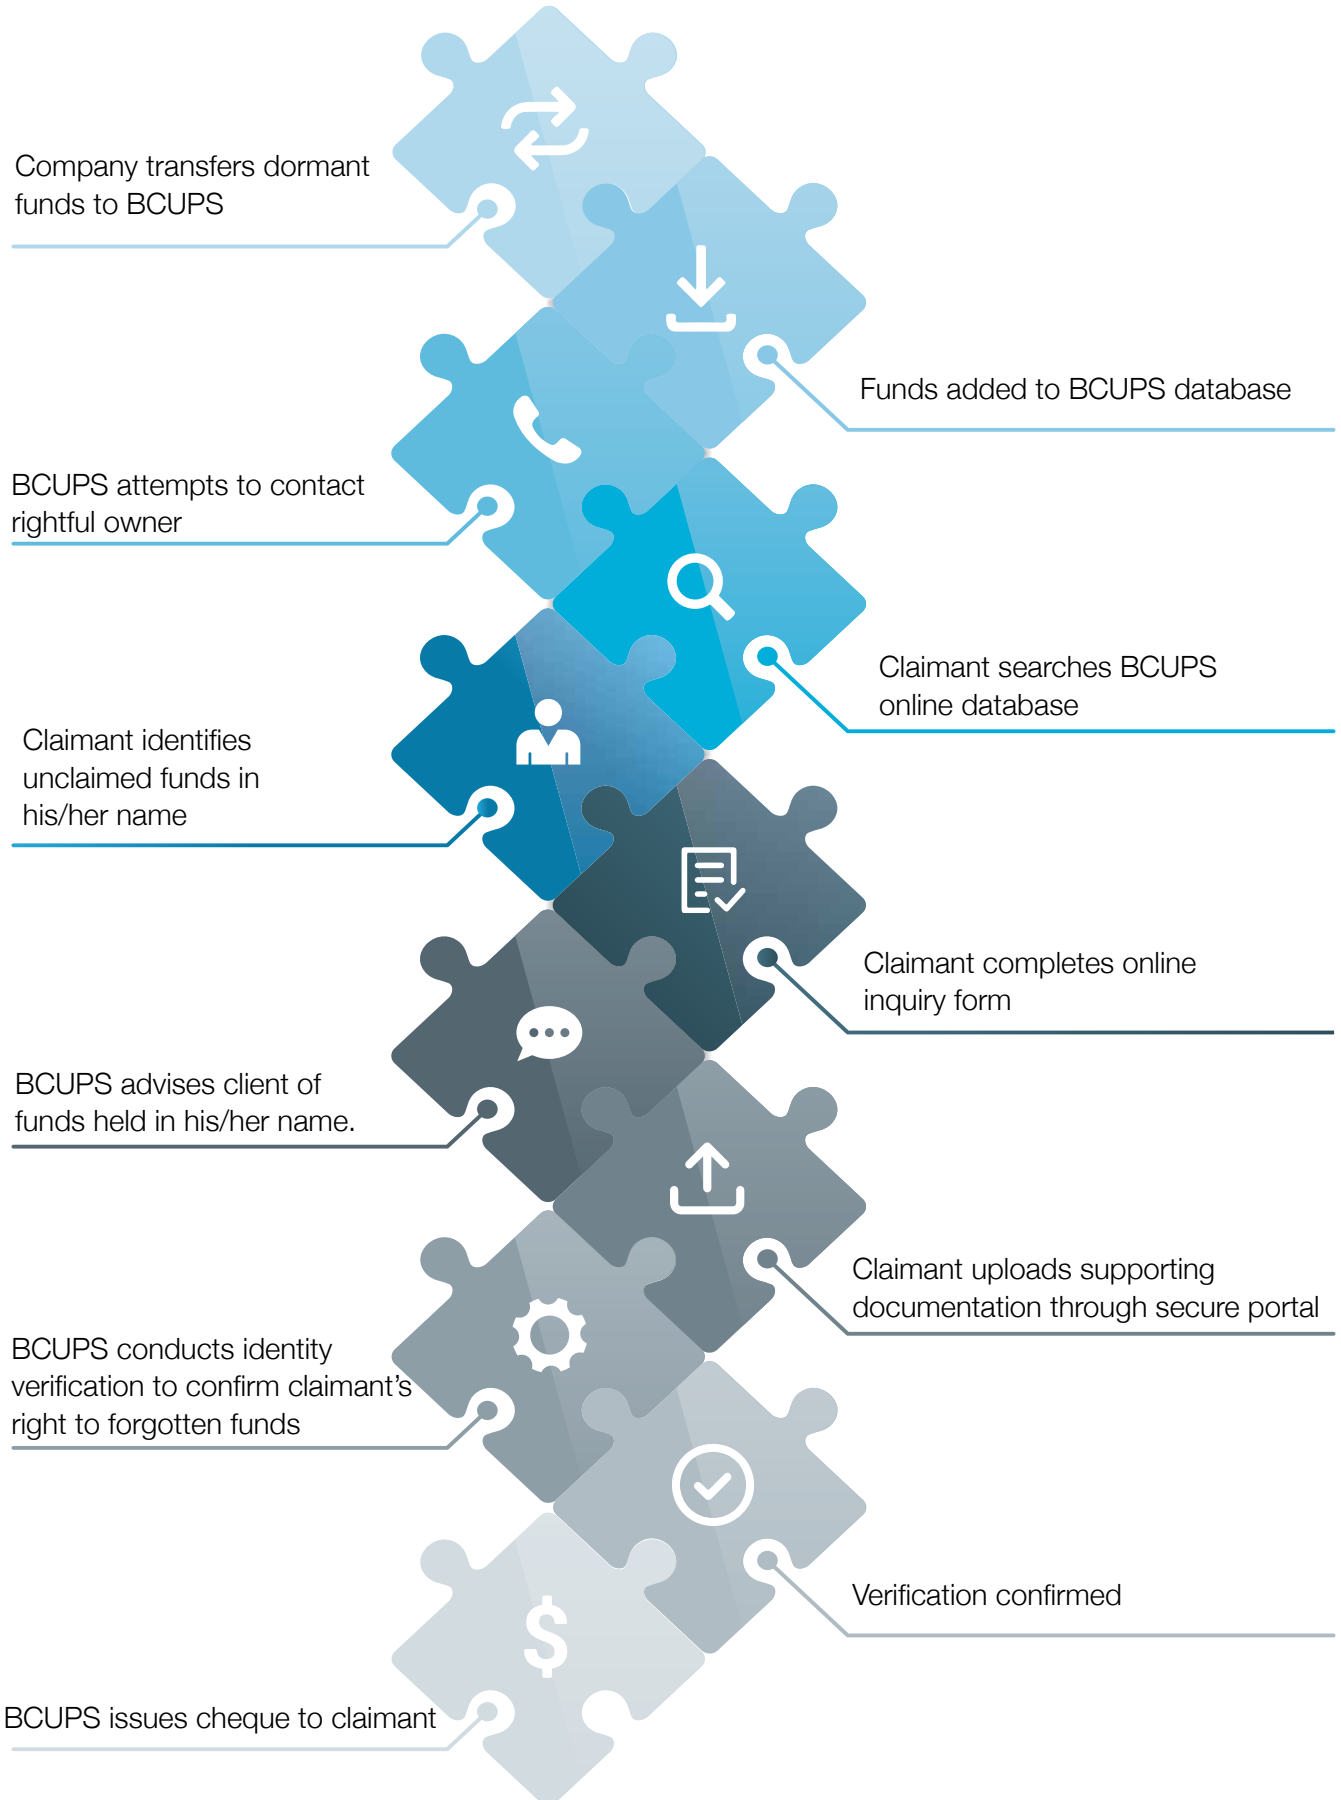 Company transfers dormant
funds to BCUPS
Funds added to BCUPS database
BCUPS attempts to contact
rightful owner
Claimant searches BCUPS
online database
Claimant identifies
unclaimed funds in
his/her name
Claimant completes online
inquiry form
BCUPS advises client of
funds held in his/her name.
Claimant uploads supporting
documentation through secure portal
BCUPS conducts identity
verification to confirm claimant’s
right to forgotten funds
Verification confirmed
BCUPS issues cheque to claimant